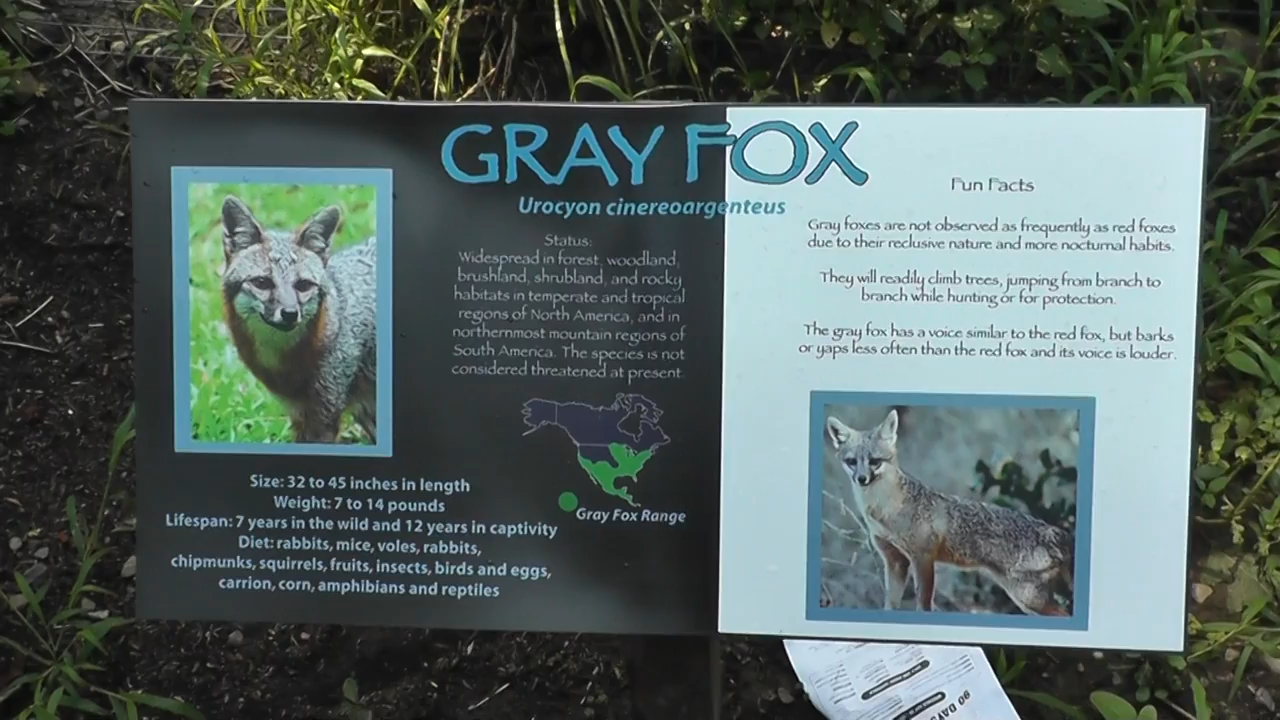 GRAY FOX
Urocyon cinereoargenteus
Status:
Widespread in forest, woodland,
brushland, shrubland, and rocky
habitats in temperate and tropical
regions of North America, and in
northernmost mountain regions of
South America. The species is not
considered threatened at present.
Gray Fox Range
Size: 32 to 45 inches in length
Weight: 7 to 14 pounds
Lifespan: 7 years in the wild and 12 years in captivity
Diet: rabbits, mice, voles, rabbits,
chipmunks, squirrels, fruits, insects, birds and eggs,
carrion, corn, amphibians and reptiles
Fun Facts
Gray foxes are not observed as frequently as red foxes
due to their reclusive nature and more nocturnal habits.
They will readily climb trees, jumping from branch to
branch while hunting or for protection.
The gray fox has a voice similar to the red fox, but barks
or yaps less often than the red fox and its voice is louder.
90 DAYS